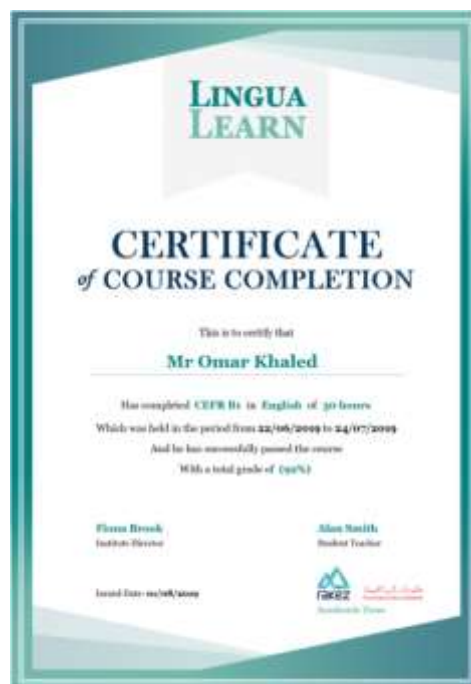 LINGUA
LEARN
CERTIFICATE
of COURSE COMPLETION
This is to certify that
Mr Omar Khaled
Has completed CEFR B1 in English of 30 hours
Which was held in the period from 22/06/2019 to 24/07/2019
And he has successfully passed the course
With a total grade of (92%)
Fiona Brook
Alan Smith
Institute Director
Student Teacher
Issued Date:
rakez
Academic Zone